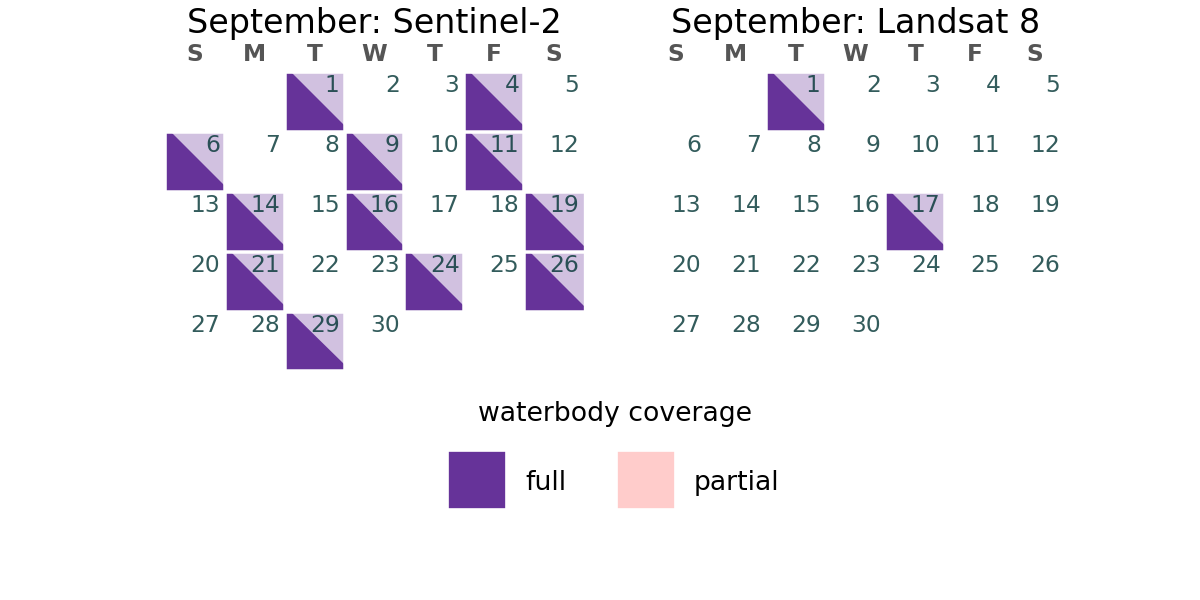 September: Sentinel-2
S M T W T F S
1 2 3 4 5
6 7 8 9 10 11 12
13 14 15 16 17 18 19
20 21 22 23 24 25 26
27 28 29 30
September: Landsat 8
S M T W T F S
1 2 3 4 5
6 7 8 9 10 11 12
13 14 15 16 17 18 19
20 21 22 23 24 25 26
27 28 29 30
waterbody coverage
full partial